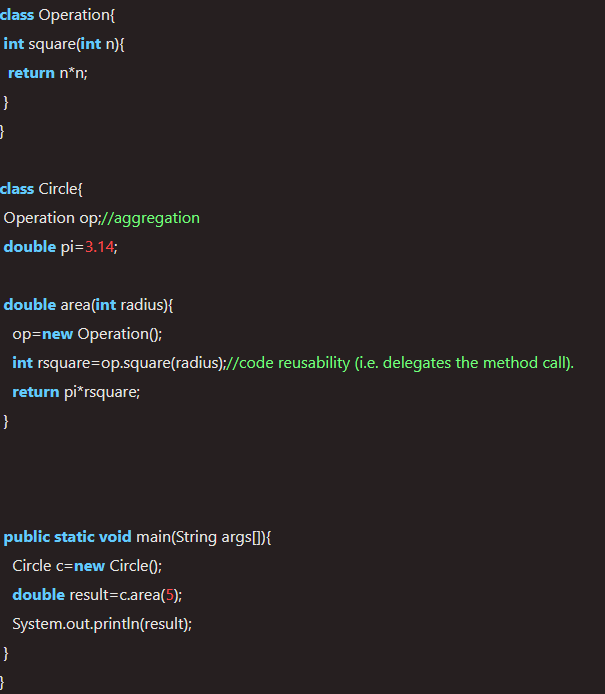 class Operation{
int square(int n){
return n*n;
}
}
class Circle{
Operation op;//aggregation
double pi=3.14;
double area(int radius){
op=new Operation();
int rsquare=op.square(radius);//code reusability (i.e. delegates the method call).
return pi*rsquare;
}
public static void main(String args[]){
Circle c=new Circle();
double result=c.area(5);
System.out.println(result);
}
}